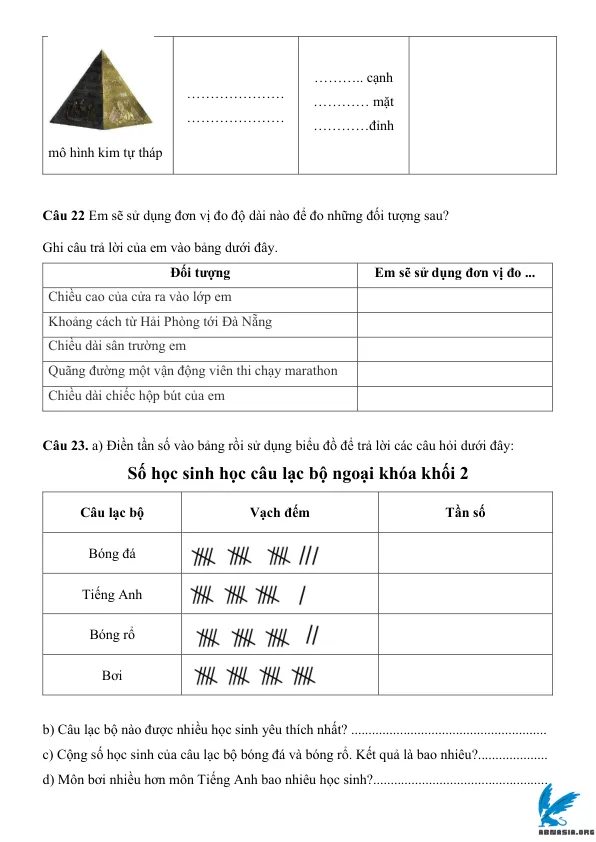 ……….. cạnh
…………………
………… mặt
…………………
…………đỉnh
mô hình kim tự tháp
Câu 22 Em sẽ sử dụng đơn vị đo độ dài nào để đo những đối tượng sau?
Ghi câu trả lời của em vào bảng dưới đây.
Đối tượng Em sẽ sử dụng đơn vị đo ...
Chiều cao của cửa ra vào lớp em
Khoảng cách từ Hải Phòng tới Đà Nẵng
Chiều dài sân trường em
Quãng đường một vận động viên thi chạy marathon
Chiều dài chiếc hộp bút của em
Câu 23. a) Điền tần số vào bảng rồi sử dụng biểu đồ để trả lời các câu hỏi dưới đây:
Số học sinh học câu lạc bộ ngoại khóa khối 2
Câu lạc bộ Vạch đếm Tần số
Bóng đá
Tiếng Anh
Bóng rổ
Bơi
b) Câu lạc bộ nào được nhiều học sinh yêu thích nhất? ........................................................
c) Cộng số học sinh của câu lạc bộ bóng đá và bóng rổ. Kết quả là bao nhiêu?....................
d) Môn bơi nhiều hơn môn Tiếng Anh bao nhiêu học sinh?..................................................
ABNASIA.ORG